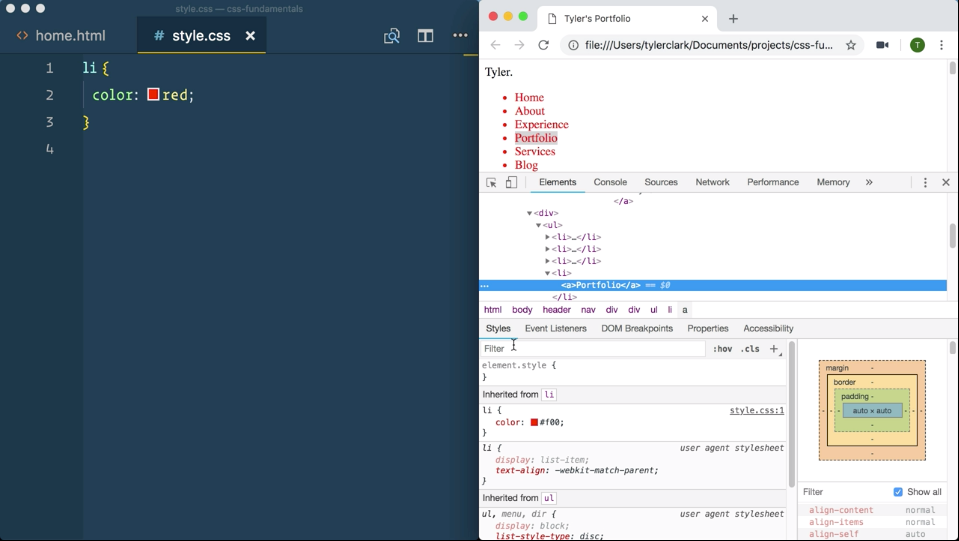 style.css — css-fundamentals
<> home.html
# style.css ×
1 li {
2 color: red;
3 }
4
Tyler's Portfolio
file:///Users/tylerclark/Documents/projects/css-fu...
T
Tyler.
• Home
• About
• Experience
• Portfolio
• Services
• Blog
Elements Console Sources Network Performance Memory »
</a>
▼<div>
▼<ul>
▶<li>…</li>
▶<li>…</li>
▶<li>…</li>
▼<li>
... <a>Portfolio</a> == $0
</li>
html body header nav div div ul li a
Styles Event Listeners DOM Breakpoints Properties Accessibility
Filter :hov .cls +
element.style {
}
Inherited from li
li { style.css:1
color: #f00;
}
li { user agent stylesheet
display: list-item;
text-align: -webkit-match-parent;
}
Inherited from ul
ul, menu, dir { user agent stylesheet
display: block;
list-style-type: disc;
margin -
border -
padding -
- - - auto × auto - - -
-
-
-
Filter Show all
align-content normal
align-items normal
align-self auto